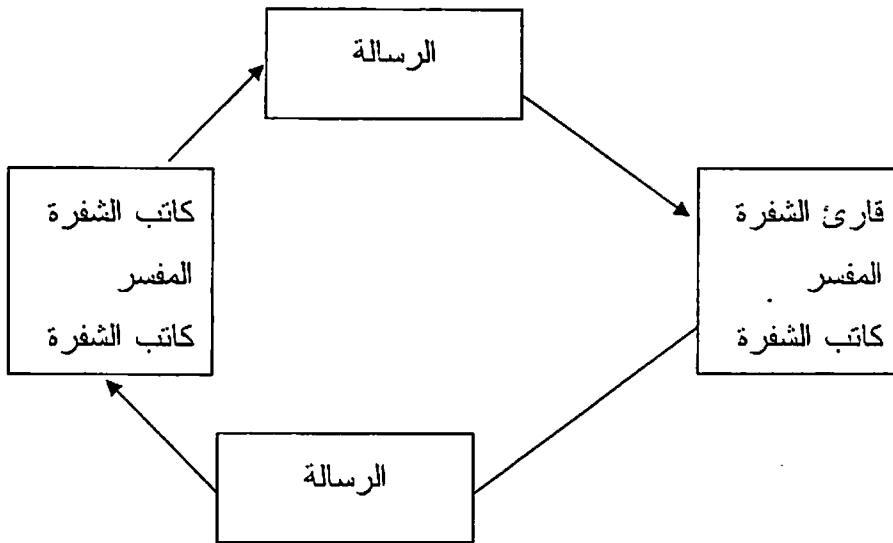 الرسالة
قارئ الشفرة
المفسر
كاتب الشفرة
كاتب الشفرة
المفسر
كاتب الشفرة
الرسالة